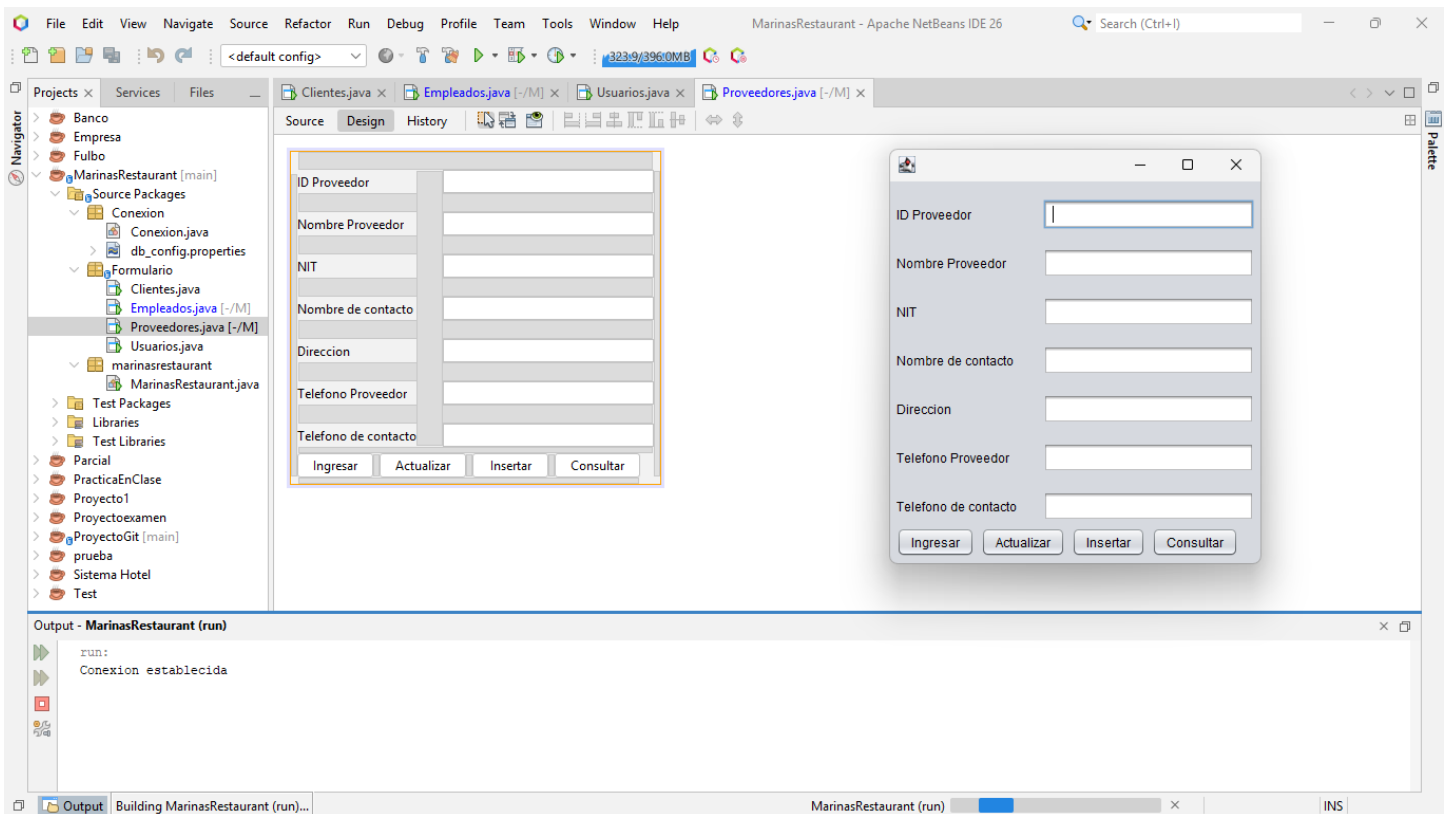 File Edit View Navigate Source Refactor Run Debug Profile Team Tools Window Help MarinasRestaurant - Apache NetBeans IDE 26 Search (Ctrl+I)
<default config> 323.9/396.0MB
Projects Services Files Clientes.java Empleados.java [-/M] Usuarios.java Proveedores.java [-/M]
Source Design History
Navigator
Palette
Banco
Empresa
Fulbo
MarinasRestaurant [main]
Source Packages
Conexion
Conexion.java
db_config.properties
Formulario
Clientes.java
Empleados.java [-/M]
Proveedores.java [-/M]
Usuarios.java
marinasrestaurant
MarinasRestaurant.java
Test Packages
Libraries
Test Libraries
Parcial
PracticaEnClase
Proyecto1
Proyectoexamen
ProyectoGit [main]
prueba
Sistema Hotel
Test
ID Proveedor
Nombre Proveedor
NIT
Nombre de contacto
Direccion
Telefono Proveedor
Telefono de contacto
Ingresar Actualizar Insertar Consultar
ID Proveedor
Nombre Proveedor
NIT
Nombre de contacto
Direccion
Telefono Proveedor
Telefono de contacto
Ingresar Actualizar Insertar Consultar
Output - MarinasRestaurant (run)
run:
Conexion establecida
Output Building MarinasRestaurant (run)... MarinasRestaurant (run) INS